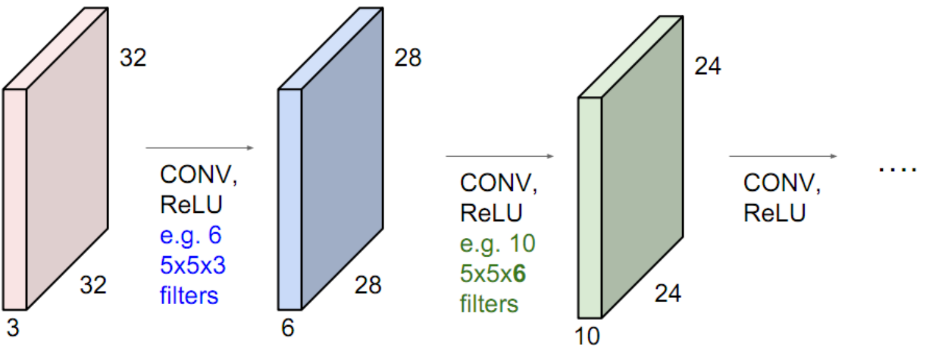 32
32
3
CONV,
ReLU
e.g. 6
5x5x3
filters
28
28
6
CONV,
ReLU
e.g. 10
5x5x6
filters
24
24
10
CONV,
ReLU
....